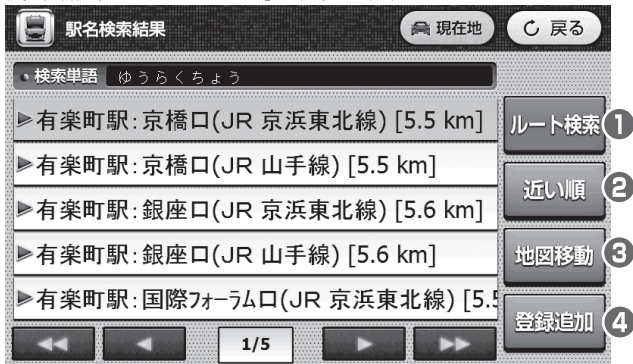 駅名検索結果
現在地
戻る
検索単語 ゆうらくちょう
有楽町駅:京橋口(JR 京浜東北線) [5.5 km]
有楽町駅:京橋口(JR 山手線) [5.5 km]
有楽町駅:銀座口(JR 京浜東北線) [5.6 km]
有楽町駅:銀座口(JR 山手線) [5.6 km]
有楽町駅:国際フォーラム口(JR 京浜東北線) [5.5
ルート検索 1
近い順 2
地図移動 3
登録追加 4
1/5